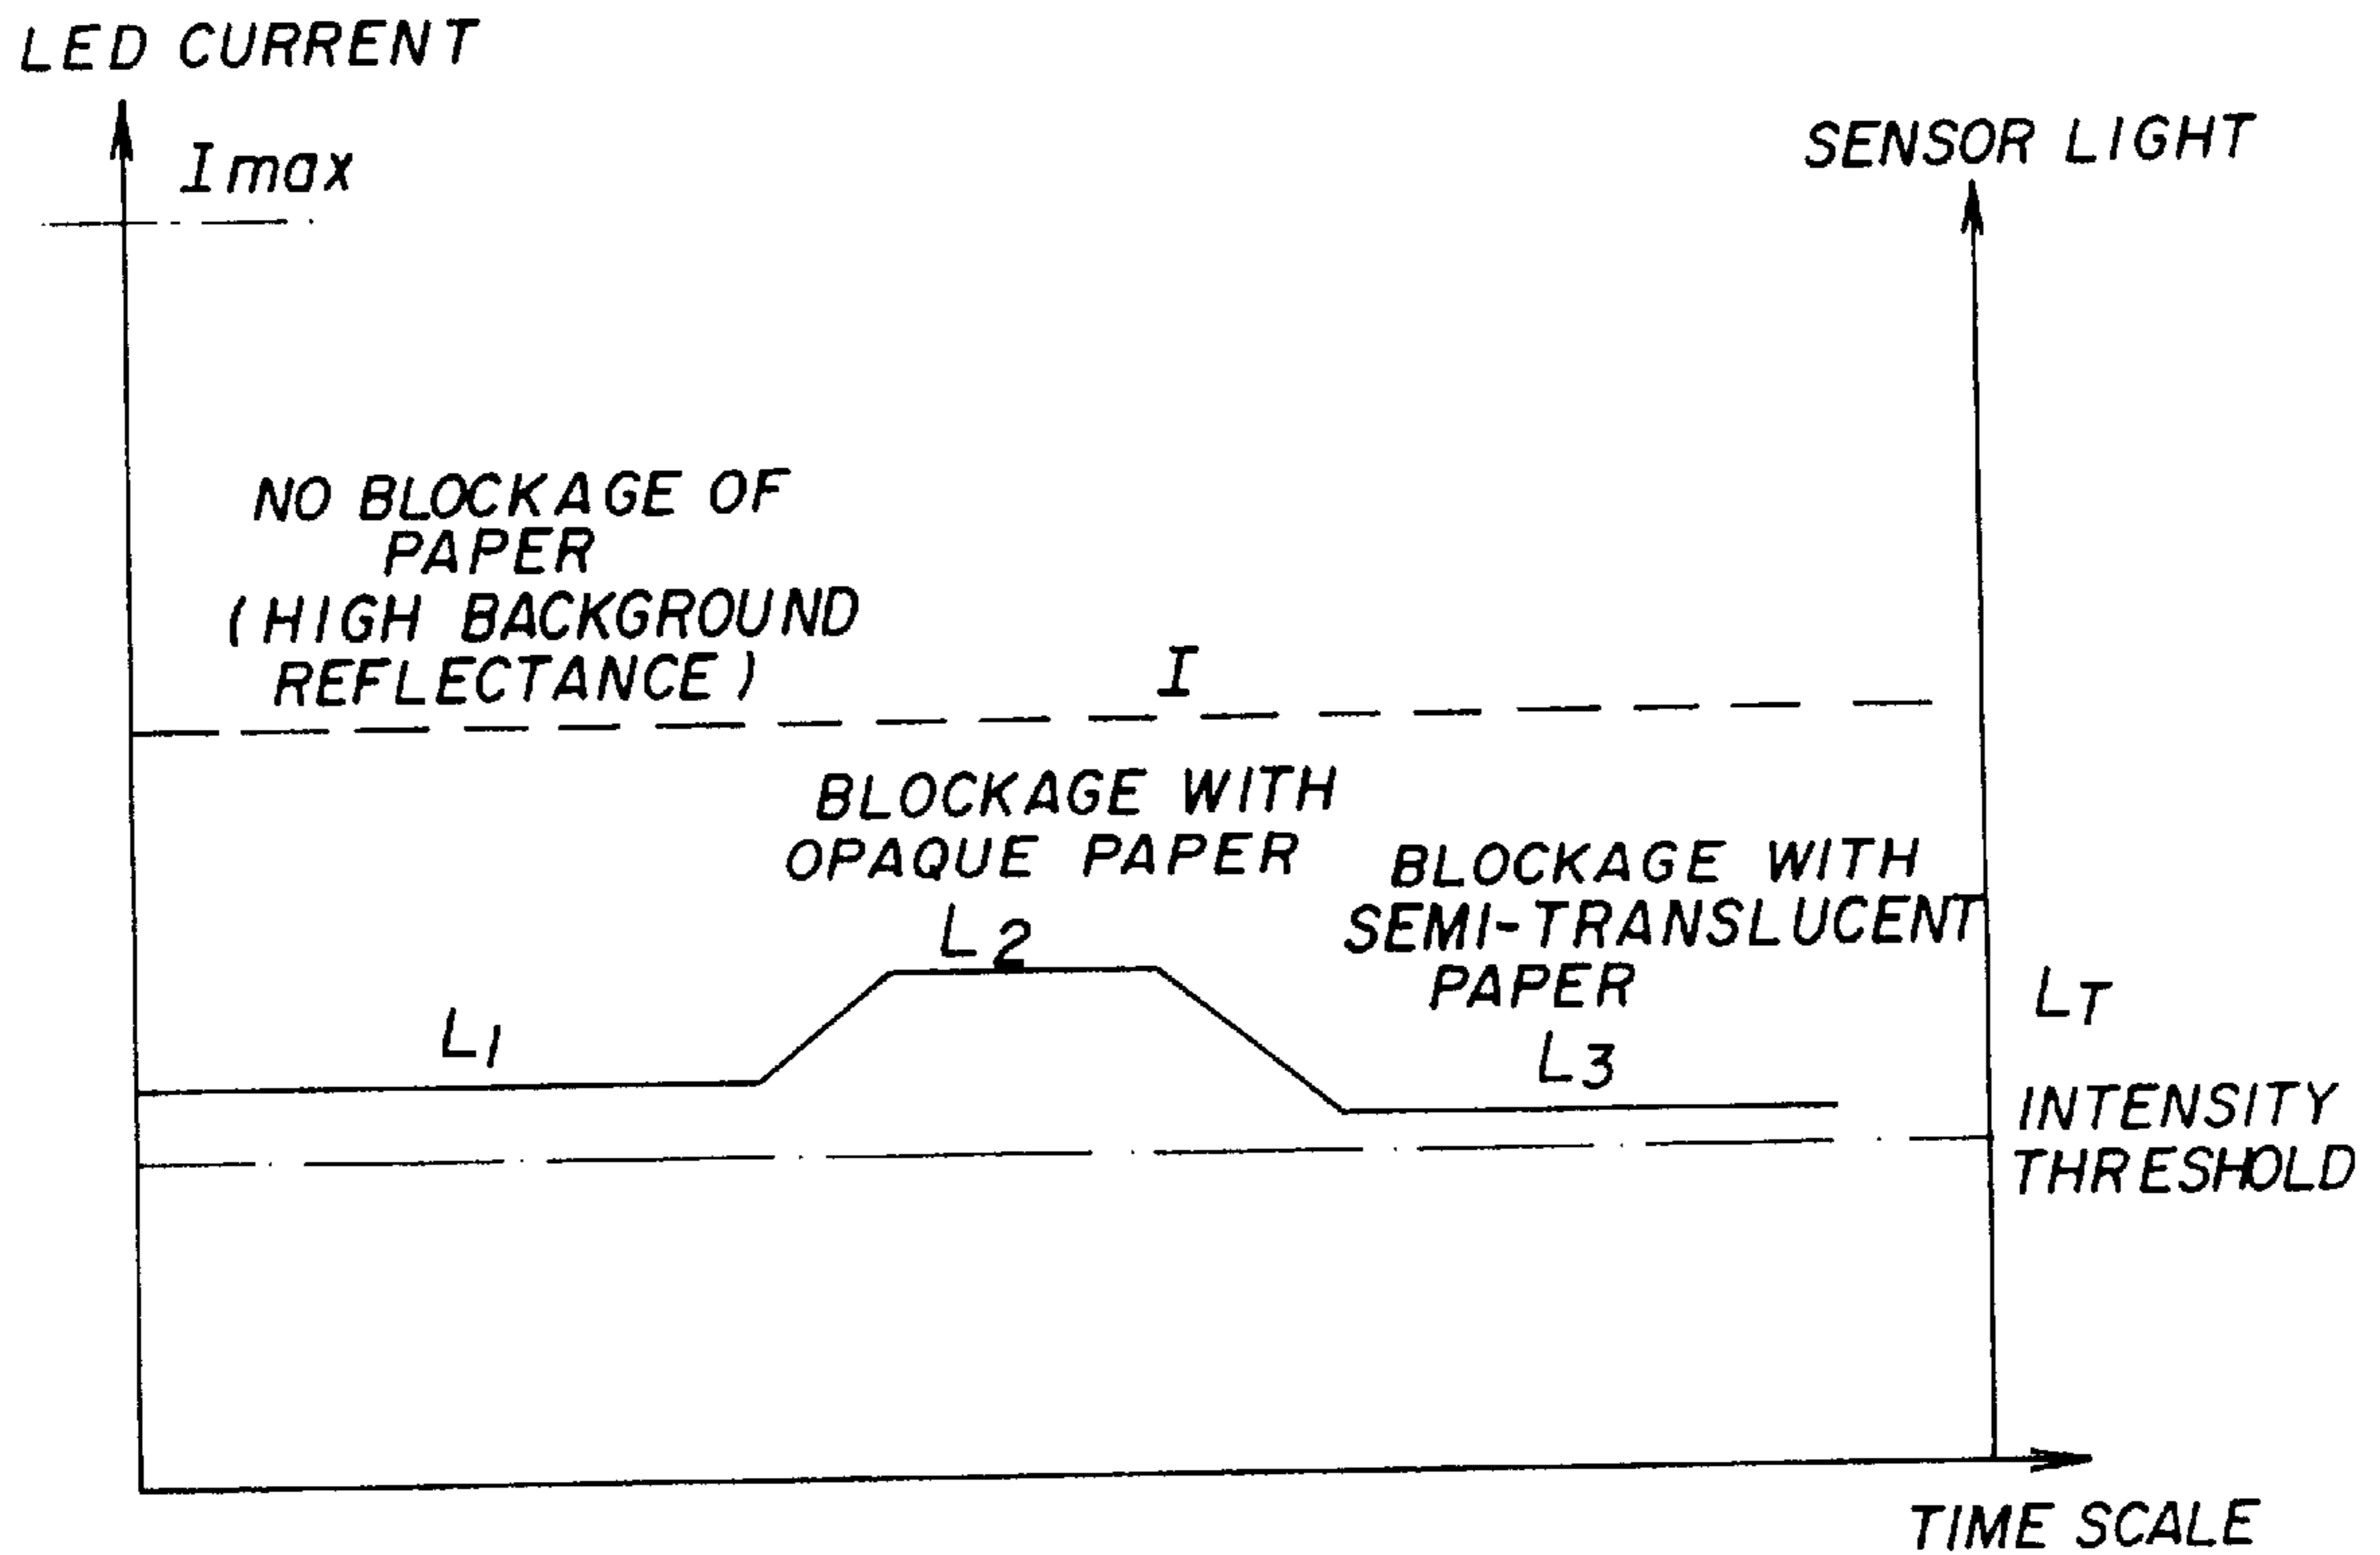 LED CURRENT
Imax
SENSOR LIGHT
NO BLOCKAGE OF
PAPER
(HIGH BACKGROUND
REFLECTANCE)
I
BLOCKAGE WITH
OPAQUE PAPER
L2
BLOCKAGE WITH
SEMI-TRANSLUCENT
PAPER
L3
L1
LT
INTENSITY
THRESHOLD
TIME SCALE